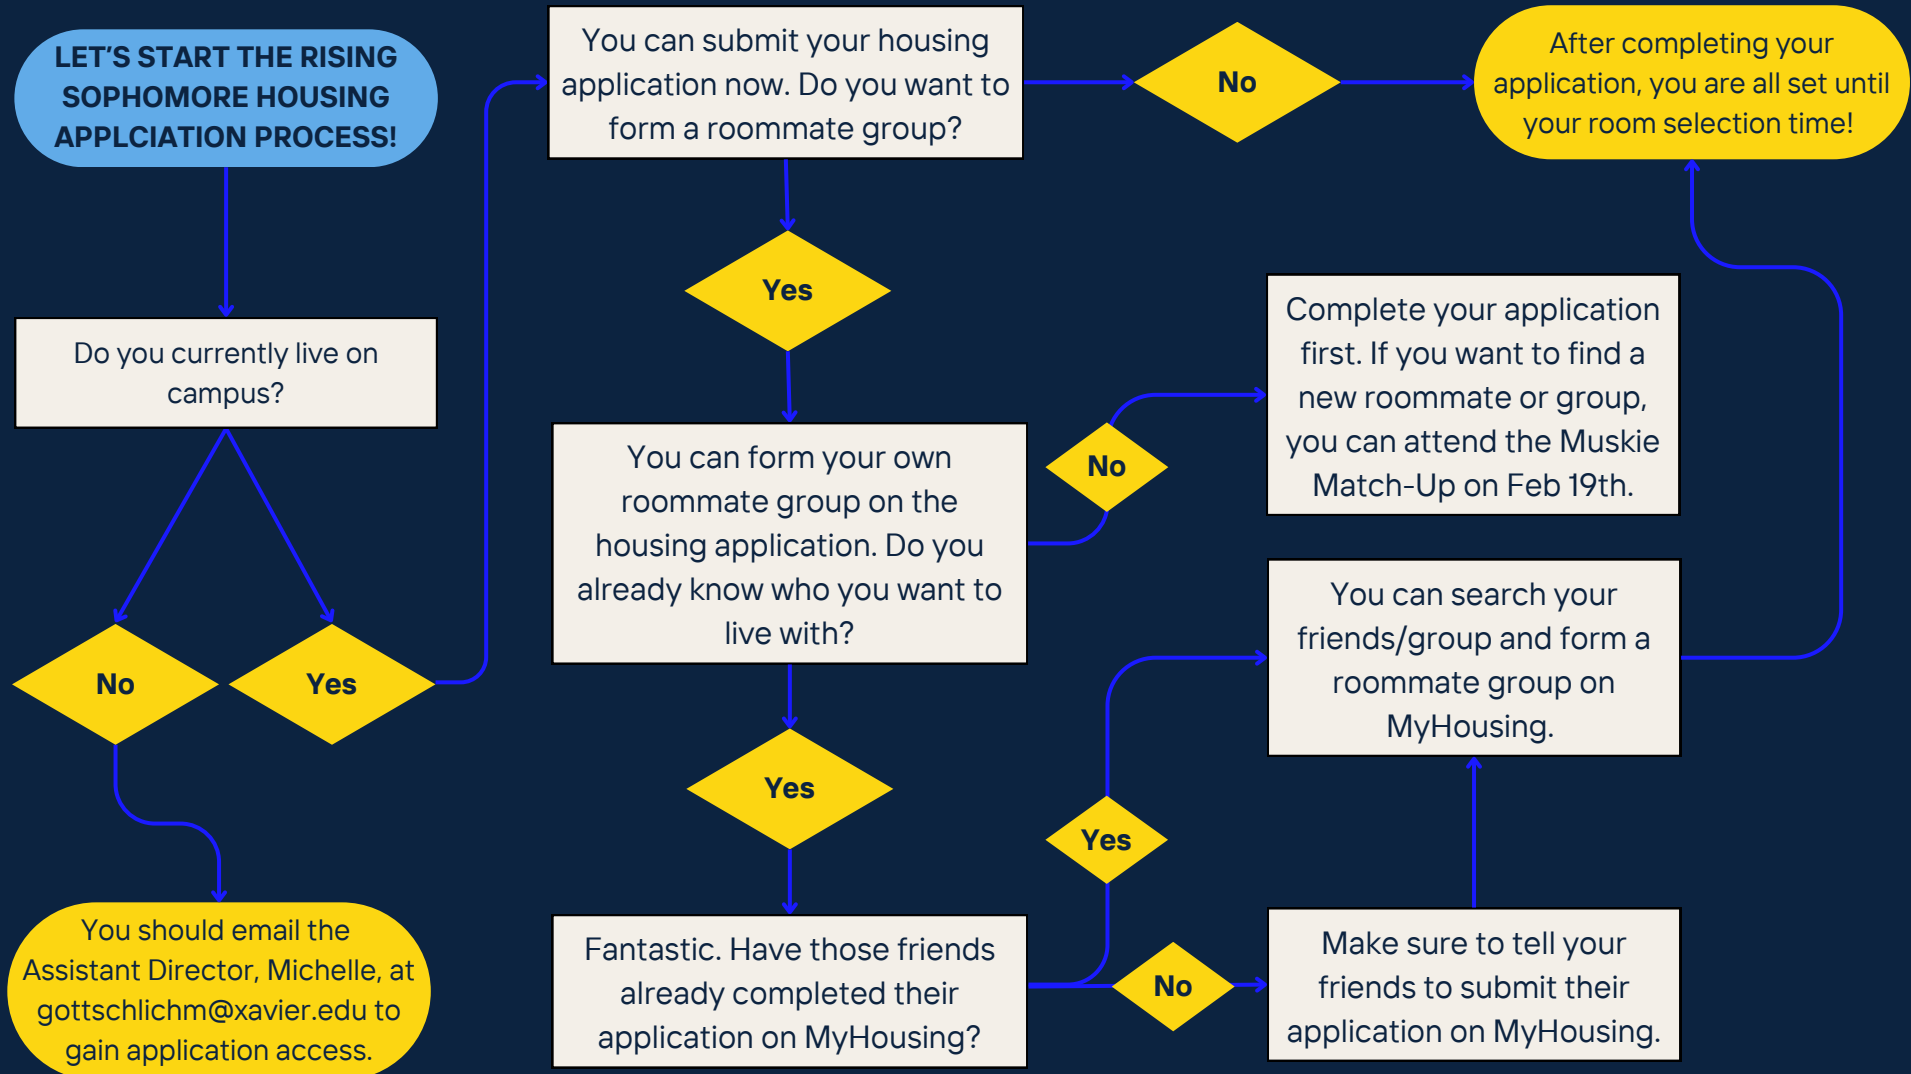 LET'S START THE RISING
SOPHOMORE HOUSING
APPLCIATION PROCESS!
Do you currently live on
campus?
No
Yes
You should email the
Assistant Director, Michelle, at
gottschlichm@xavier.edu to
gain application access.
You can submit your housing
application now. Do you want to
form a roommate group?
No
After completing your
application, you are all set until
your room selection time!
Yes
You can form your own
roommate group on the
housing application. Do you
already know who you want to
live with?
No
Complete your application
first. If you want to find a
new roommate or group,
you can attend the Muskie
Match-Up on Feb 19th.
Yes
Fantastic. Have those friends
already completed their
application on MyHousing?
Yes
You can search your
friends/group and form a
roommate group on
MyHousing.
No
Make sure to tell your
friends to submit their
application on MyHousing.